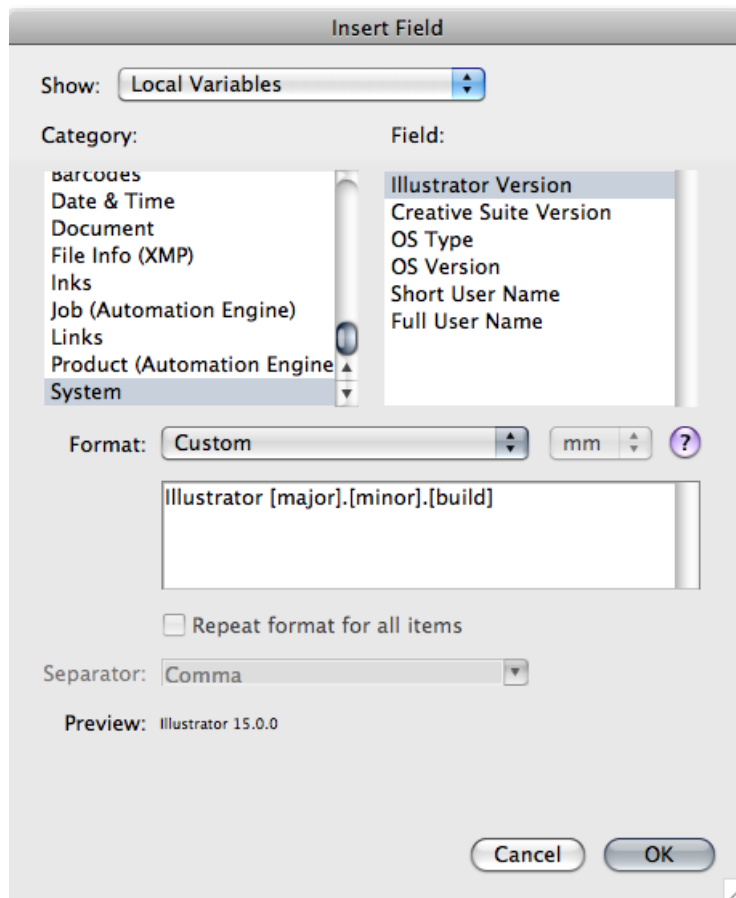 Insert Field
Show: Local Variables
Category:
Field:
Barcodes
Date & Time
Document
File Info (XMP)
Inks
Job (Automation Engine)
Links
Product (Automation Engine
System
Illustrator Version
Creative Suite Version
OS Type
OS Version
Short User Name
Full User Name
Format: Custom mm ?
Illustrator [major].[minor].[build]
Repeat format for all items
Separator: Comma
Preview: Illustrator 15.0.0
Cancel OK